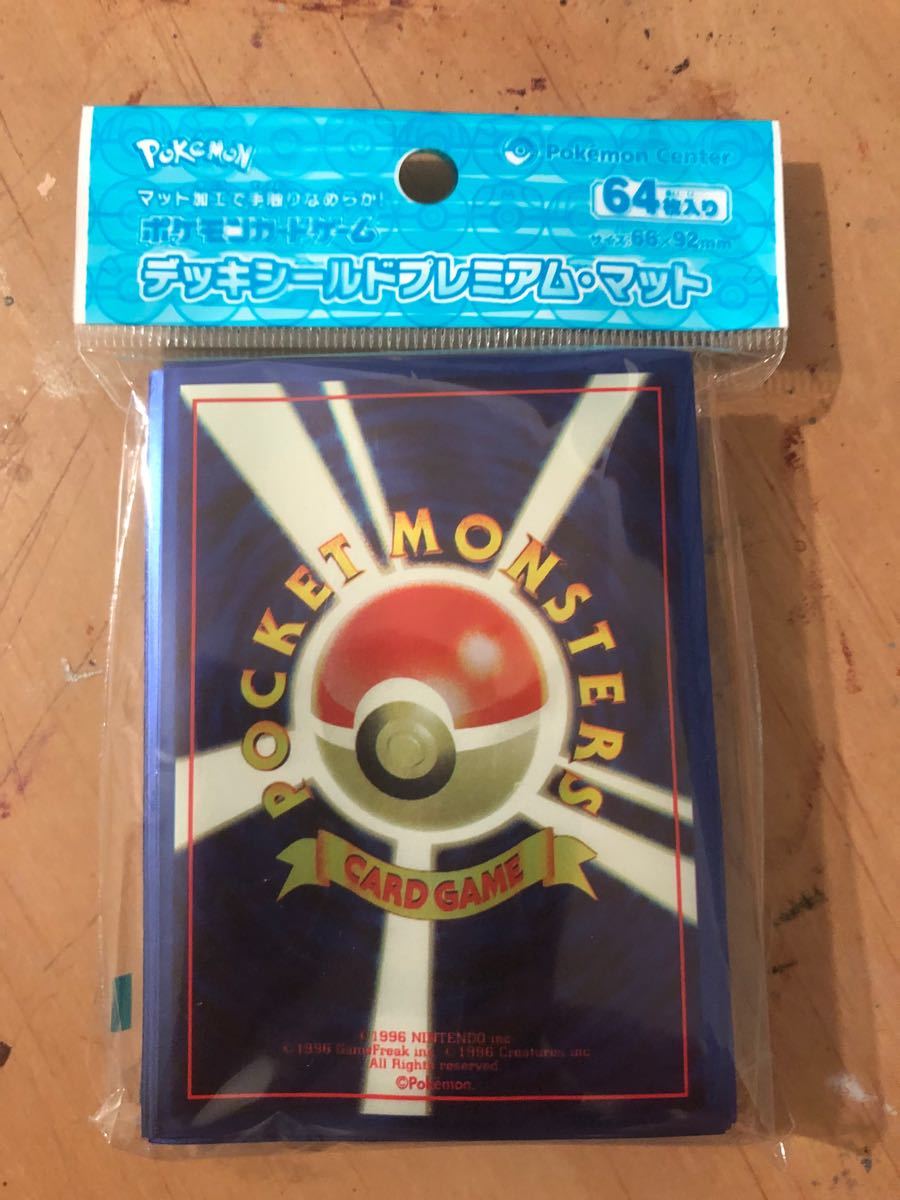 POKÉMON
Pokémon Center
マット加工で手触りなめらか!
64枚入り
ポケモンカードゲーム
サイズ:66×92mm
デッキシールドプレミアム・マット
POCKET MONSTERS
CARD GAME
©1996 NINTENDO inc
©1996 GameFreak inc. ©1996 Creatures inc
All Rights reserved.
©Pokémon.